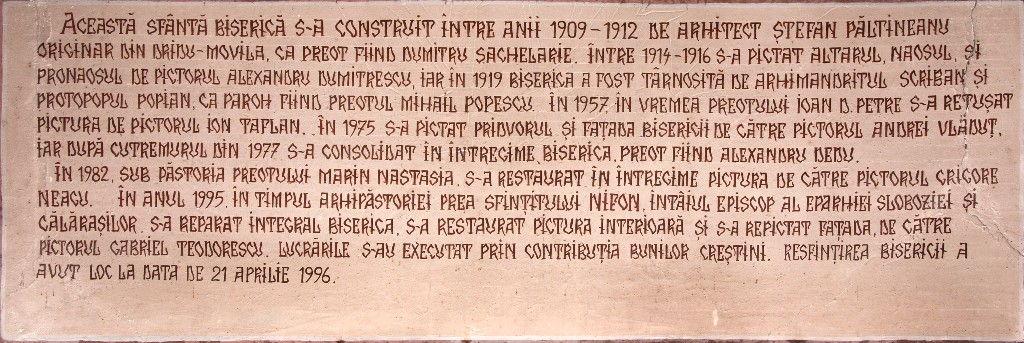 ACEASTĂ SFÂNTĂ BISERICĂ S-A CONSTRUIT ÎNTRE ANII 1909-1912 DE ARHITECT ȘTEFAN PĂLTINEANU
ORIGINAR DIN DRIDU-MOVILA, CA PREOT FIIND DUMITRU SACHELARIE. ÎNTRE 1914-1916 S-A PICTAT ALTARUL, NAOSUL, ȘI
PRONAOSUL DE PICTORUL ALEXANDRU DUMITRESCU, IAR ÎN 1919 BISERICA A FOST TÂRNOSITĂ DE ARHIMANDRITUL SCRIBAN ȘI
PROTOPOPUL POPIAN, CA PAROH FIIND PREOTUL MIHAIL POPESCU. ÎN 1957, ÎN VREMEA PREOTULUI IOAN D. PETRE S-A RETUȘAT
PICTURA DE PICTORUL ION TAFLAN. ÎN 1975 S-A PICTAT PRIDVORUL ȘI FAȚADA BISERICII DE CĂTRE PICTORUL ANDREI VLĂDUȚ,
IAR DUPĂ CUTREMURUL DIN 1977 S-A CONSOLIDAT ÎN ÎNTREGIME BISERICA, PREOT FIIND ALEXANDRU DEDU.
ÎN 1982, SUB PĂSTORIA PREOTULUI MARIN NASTASIA, S-A RESTAURAT ÎN ÎNTREGIME PICTURA DE CĂTRE PICTORUL GRIGORE
NEAGU. ÎN ANUL 1995, ÎN TIMPUL ARHIPĂSTORIEI PREA SFINȚITULUI NIFON, ÎNTÂIUL EPISCOP AL EPARHIEI SLOBOZIEI ȘI
CĂLĂRAȘILOR, S-A REPARAT INTEGRAL BISERICA, S-A RESTAURAT PICTURA INTERIOARĂ ȘI S-A REPICTAT FAȚADA, DE CĂTRE
PICTORUL GABRIEL TEODORESCU. LUCRĂRILE S-AU EXECUTAT PRIN CONTRIBUȚIA BUNILOR CREȘTINI. RESFINȚIREA BISERICII A
AVUT LOC LA DATA DE 21 APRILIE 1996.